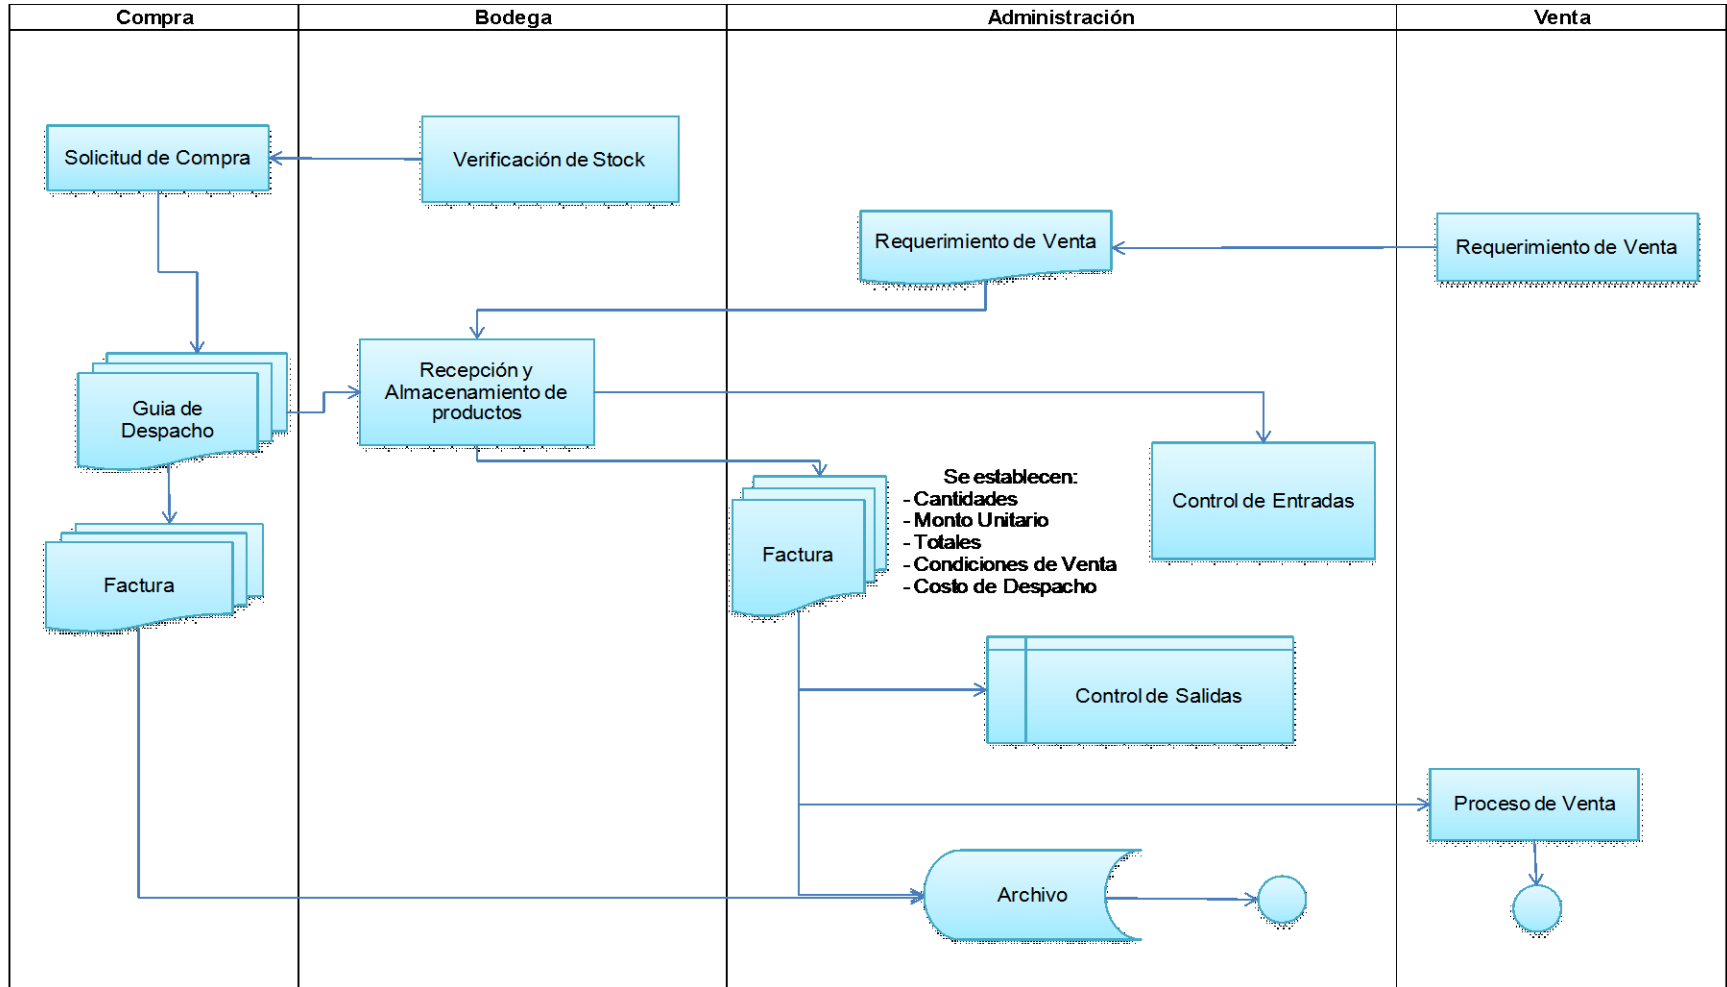 Compra
Bodega
Administración
Venta
Solicitud de Compra
Verificación de Stock
Requerimiento de Venta
Requerimiento de Venta
Recepción y
Almacenamiento de
productos
Guia de
Despacho
Se establecen:
- Cantidades
- Monto Unitario
- Totales
- Condiciones de Venta
- Costo de Despacho
Control de Entradas
Factura
Factura
Control de Salidas
Proceso de Venta
Archivo